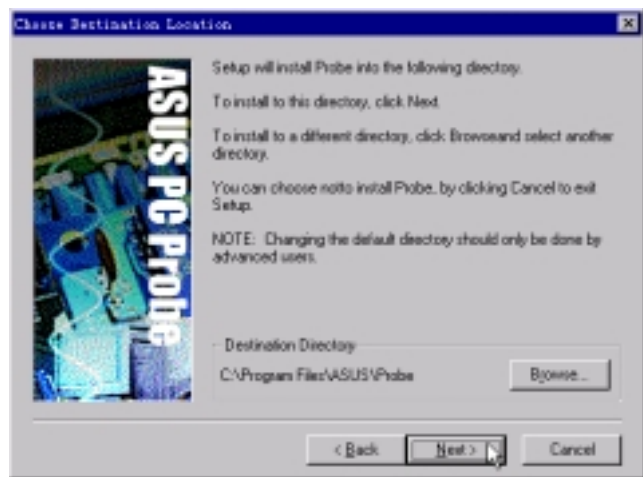 Choose Destination Location
ASUS PC Probe
Setup will install Probe into the following directory.
To install to this directory, click Next.
To install to a different directory, click Browseand select another
directory.
You can choose notto install Probe, by clicking Cancel to exit
Setup.
NOTE: Changing the default directory should only be done by
advanced users.
Destination Directory
C:\Program Files\ASUS\Probe
Browse...
< Back
Next >
Cancel